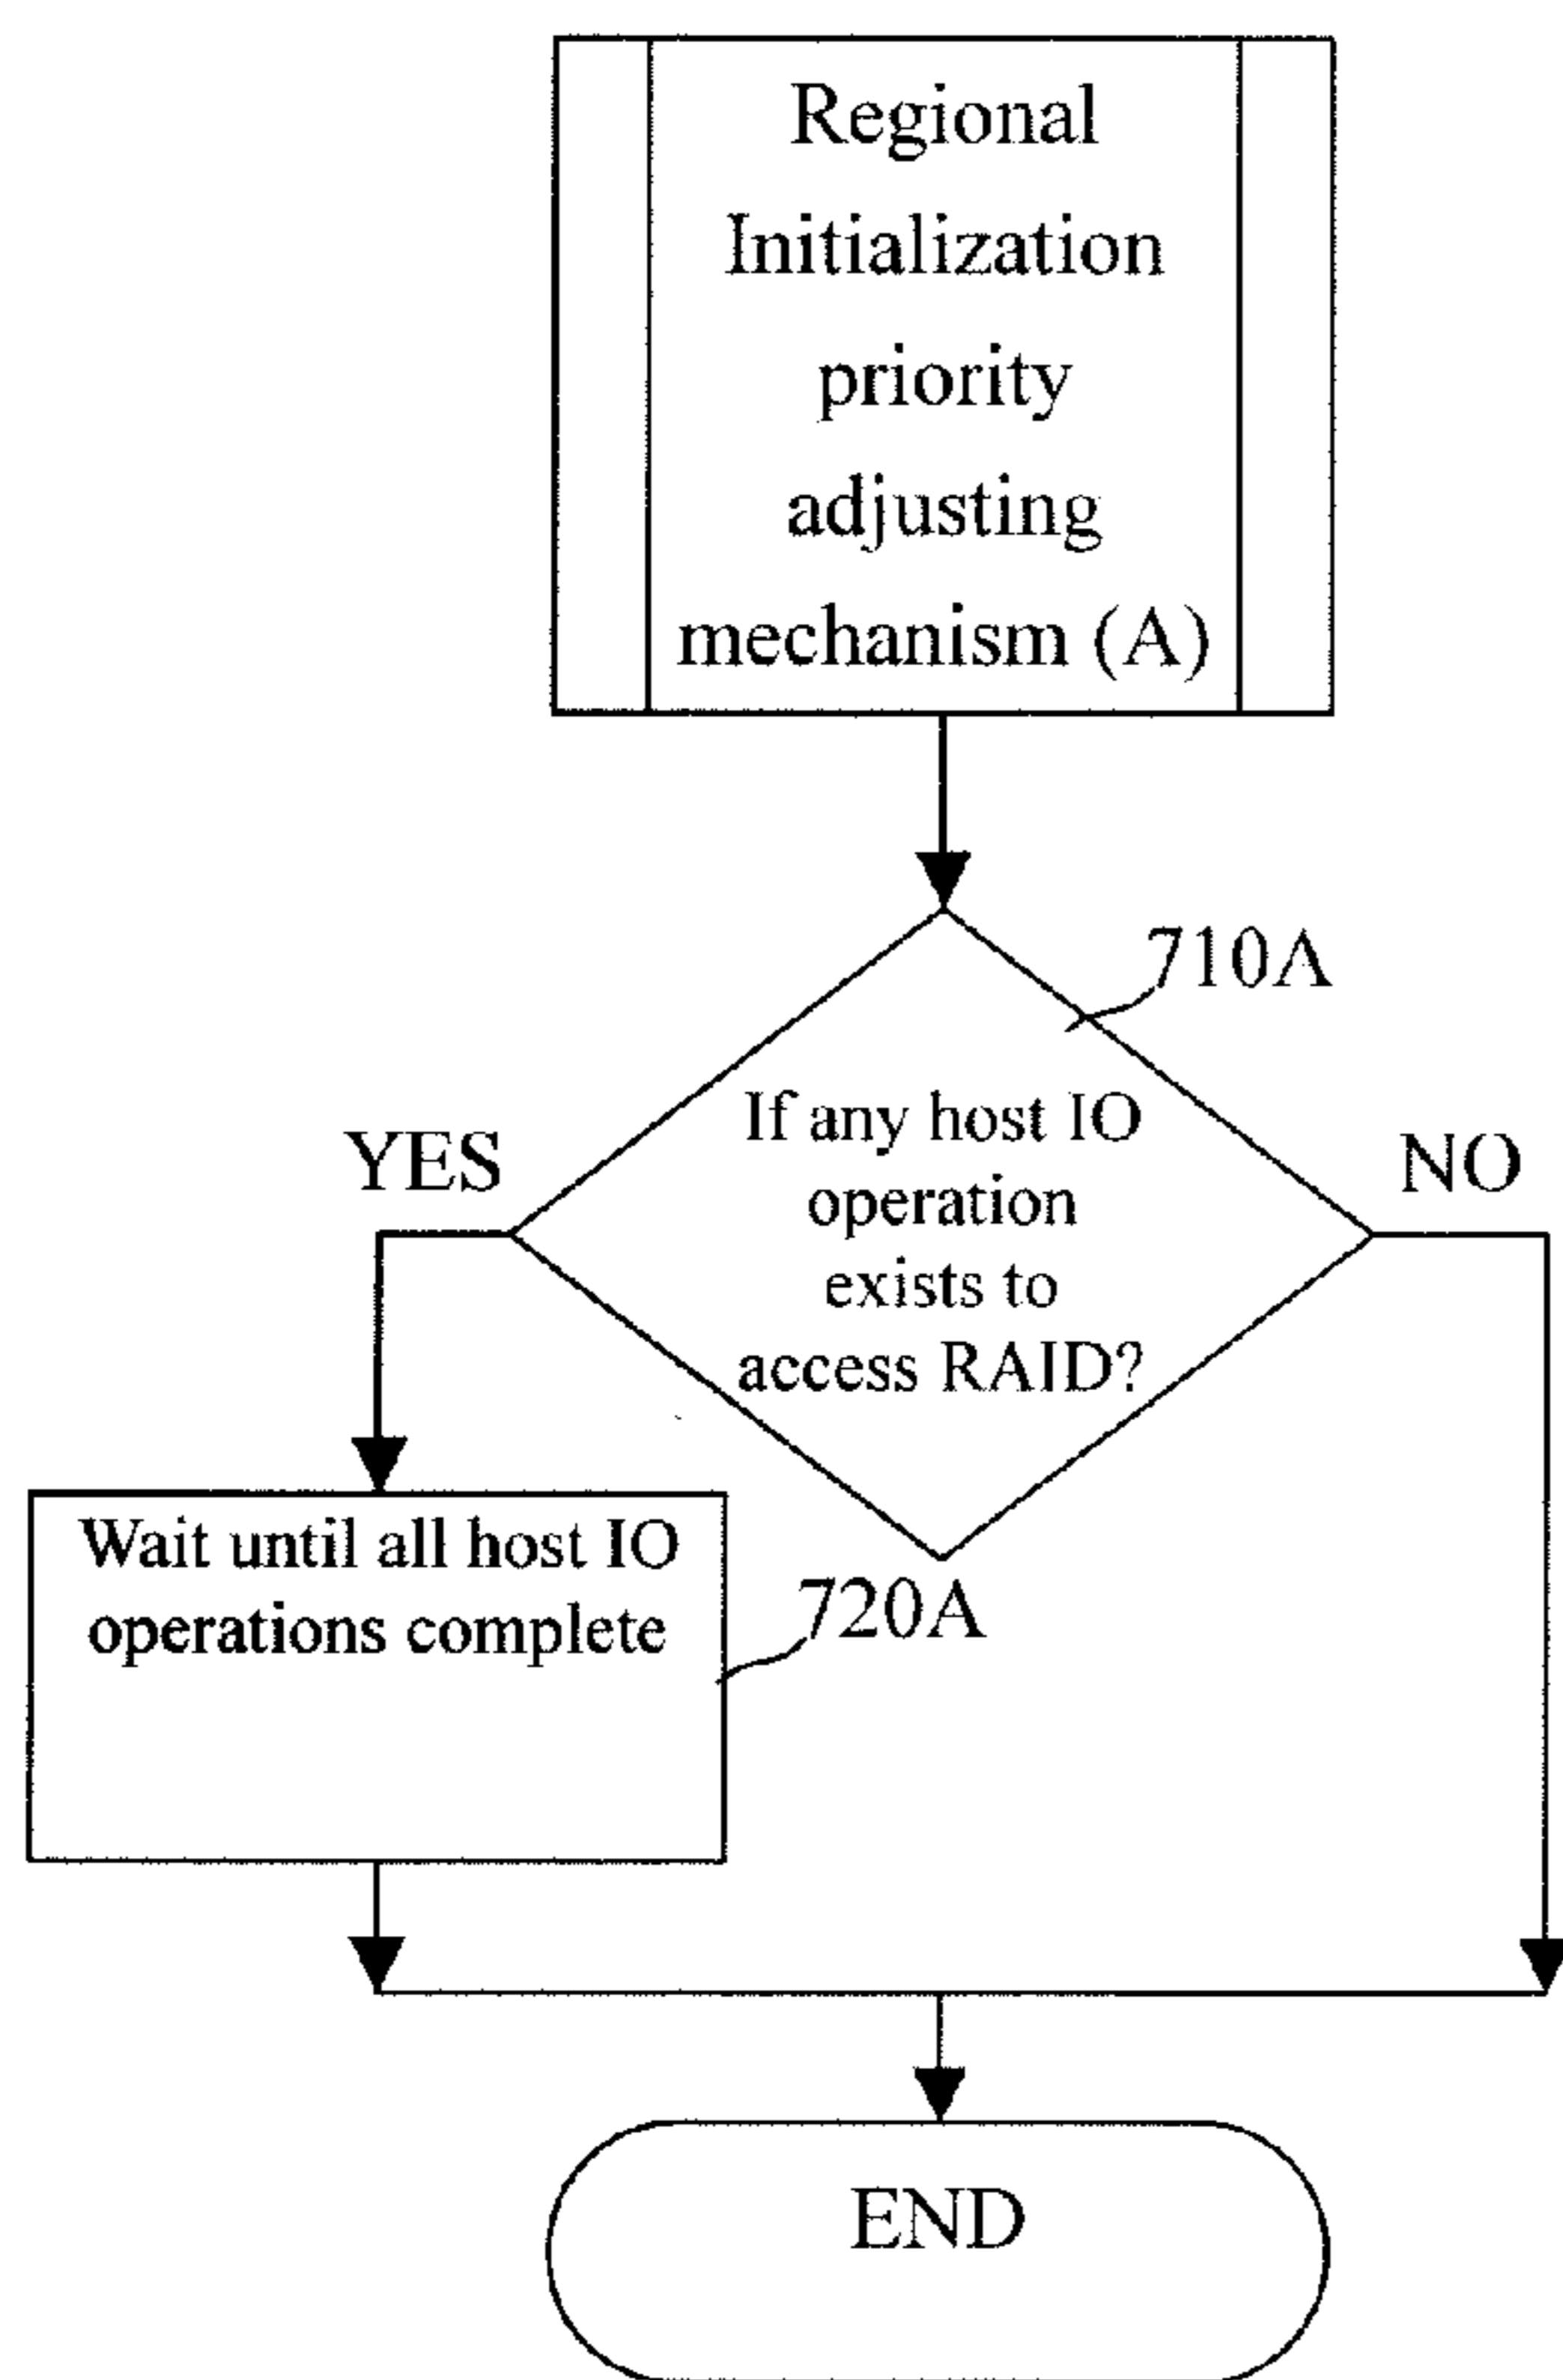 Regional
Initialization
priority
adjusting
mechanism (A)
710A
If any host IO
operation
exists to
access RAID?
YES
NO
Wait until all host IO
operations complete
720A
END